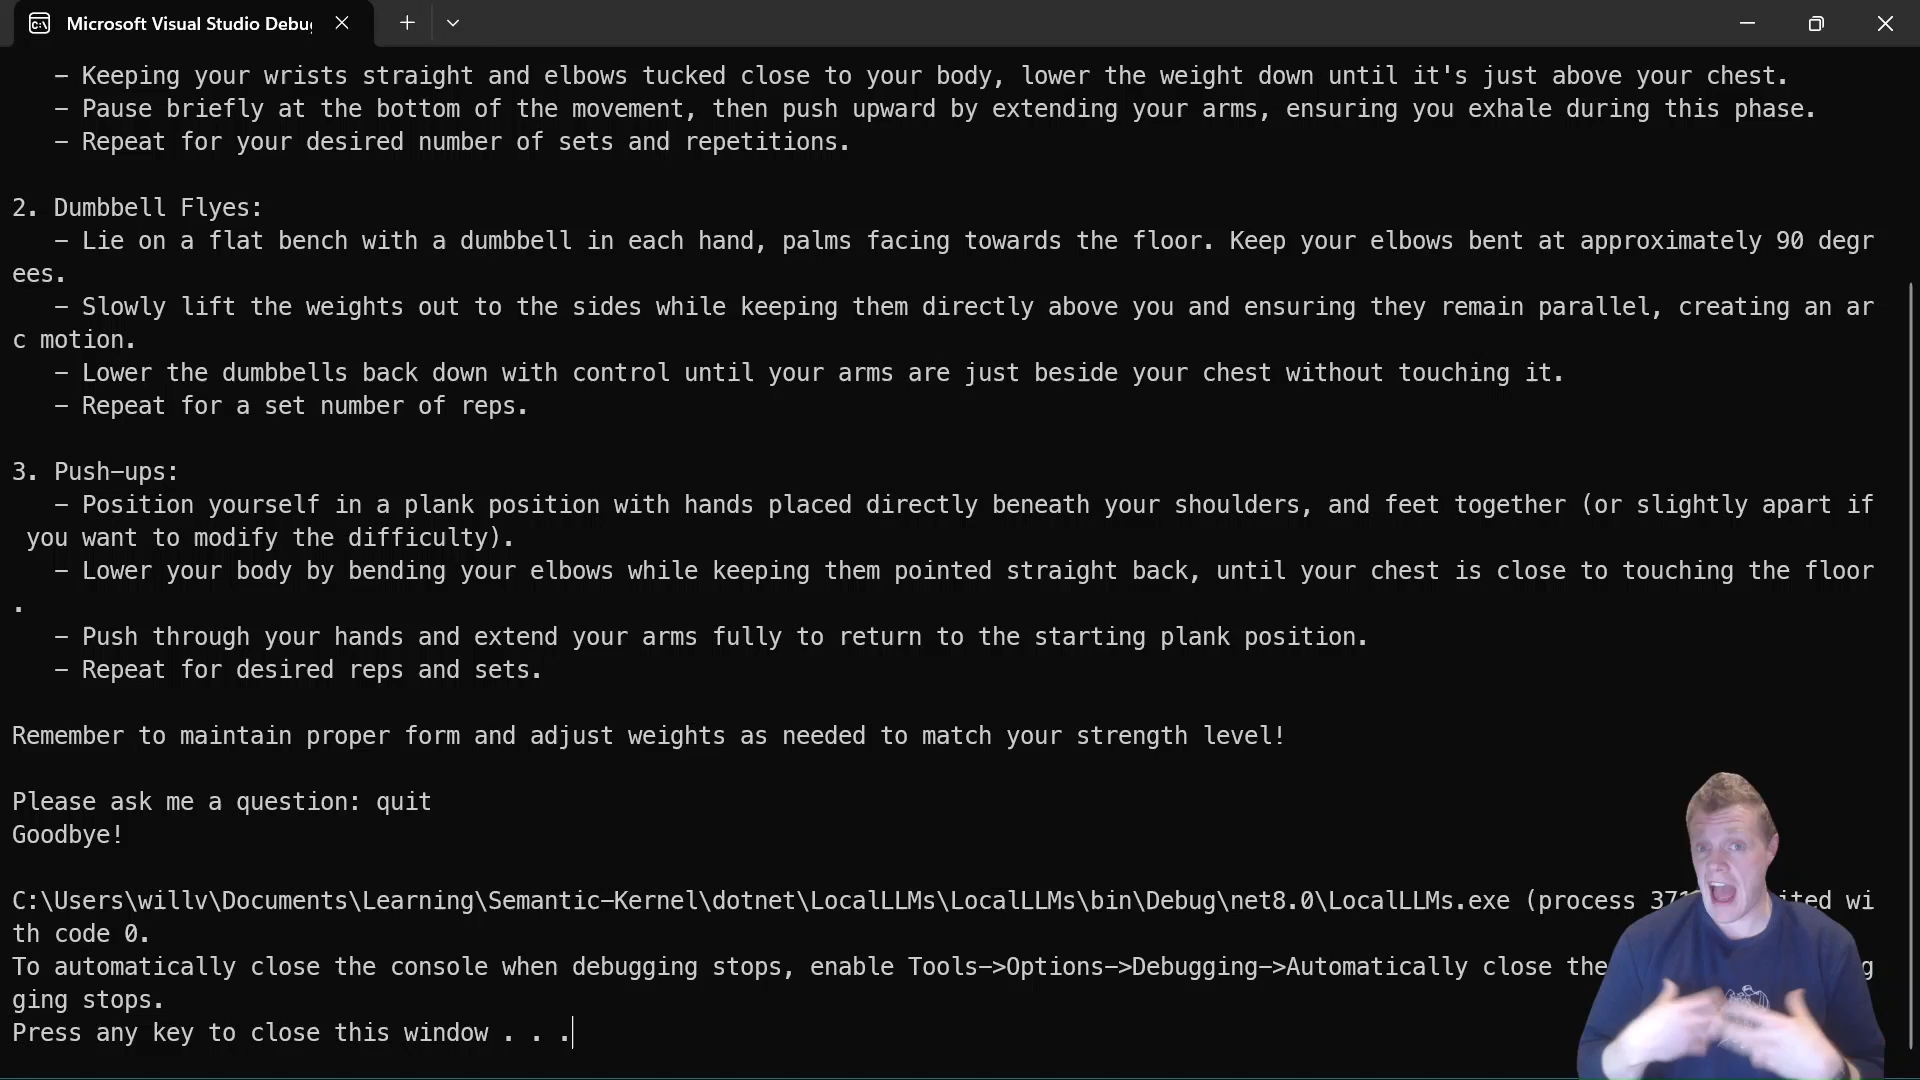 Microsoft Visual Studio Debu
- Keeping your wrists straight and elbows tucked close to your body, lower the weight down until it's just above your chest.
- Pause briefly at the bottom of the movement, then push upward by extending your arms, ensuring you exhale during this phase.
- Repeat for your desired number of sets and repetitions.
2. Dumbbell Flyes:
- Lie on a flat bench with a dumbbell in each hand, palms facing towards the floor. Keep your elbows bent at approximately 90 degr
ees.
- Slowly lift the weights out to the sides while keeping them directly above you and ensuring they remain parallel, creating an ar
c motion.
- Lower the dumbbells back down with control until your arms are just beside your chest without touching it.
- Repeat for a set number of reps.
3. Push-ups:
- Position yourself in a plank position with hands placed directly beneath your shoulders, and feet together (or slightly apart if
you want to modify the difficulty).
- Lower your body by bending your elbows while keeping them pointed straight back, until your chest is close to touching the floor
.
- Push through your hands and extend your arms fully to return to the starting plank position.
- Repeat for desired reps and sets.
Remember to maintain proper form and adjust weights as needed to match your strength level!
Please ask me a question: quit
Goodbye!
C:\Users\willv\Documents\Learning\Semantic-Kernel\dotnet\LocalLLMs\LocalLLMs\bin\Debug\net8.0\LocalLLMs.exe (process wi
th code 0.
To automatically close the console when debugging stops, enable Tools->Options->Debugging->Automatically close the
ging stops.
Press any key to close this window . . .